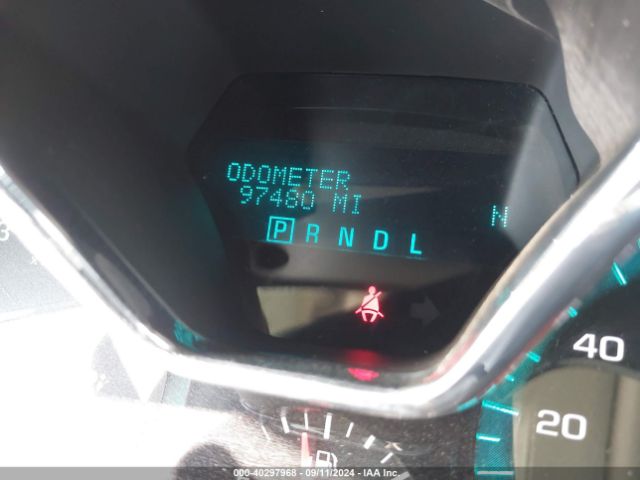 ODOMETER
97480 MI
N
P R N D L
40
20
000-40297968 - 09/11/2024 - IAA Inc.